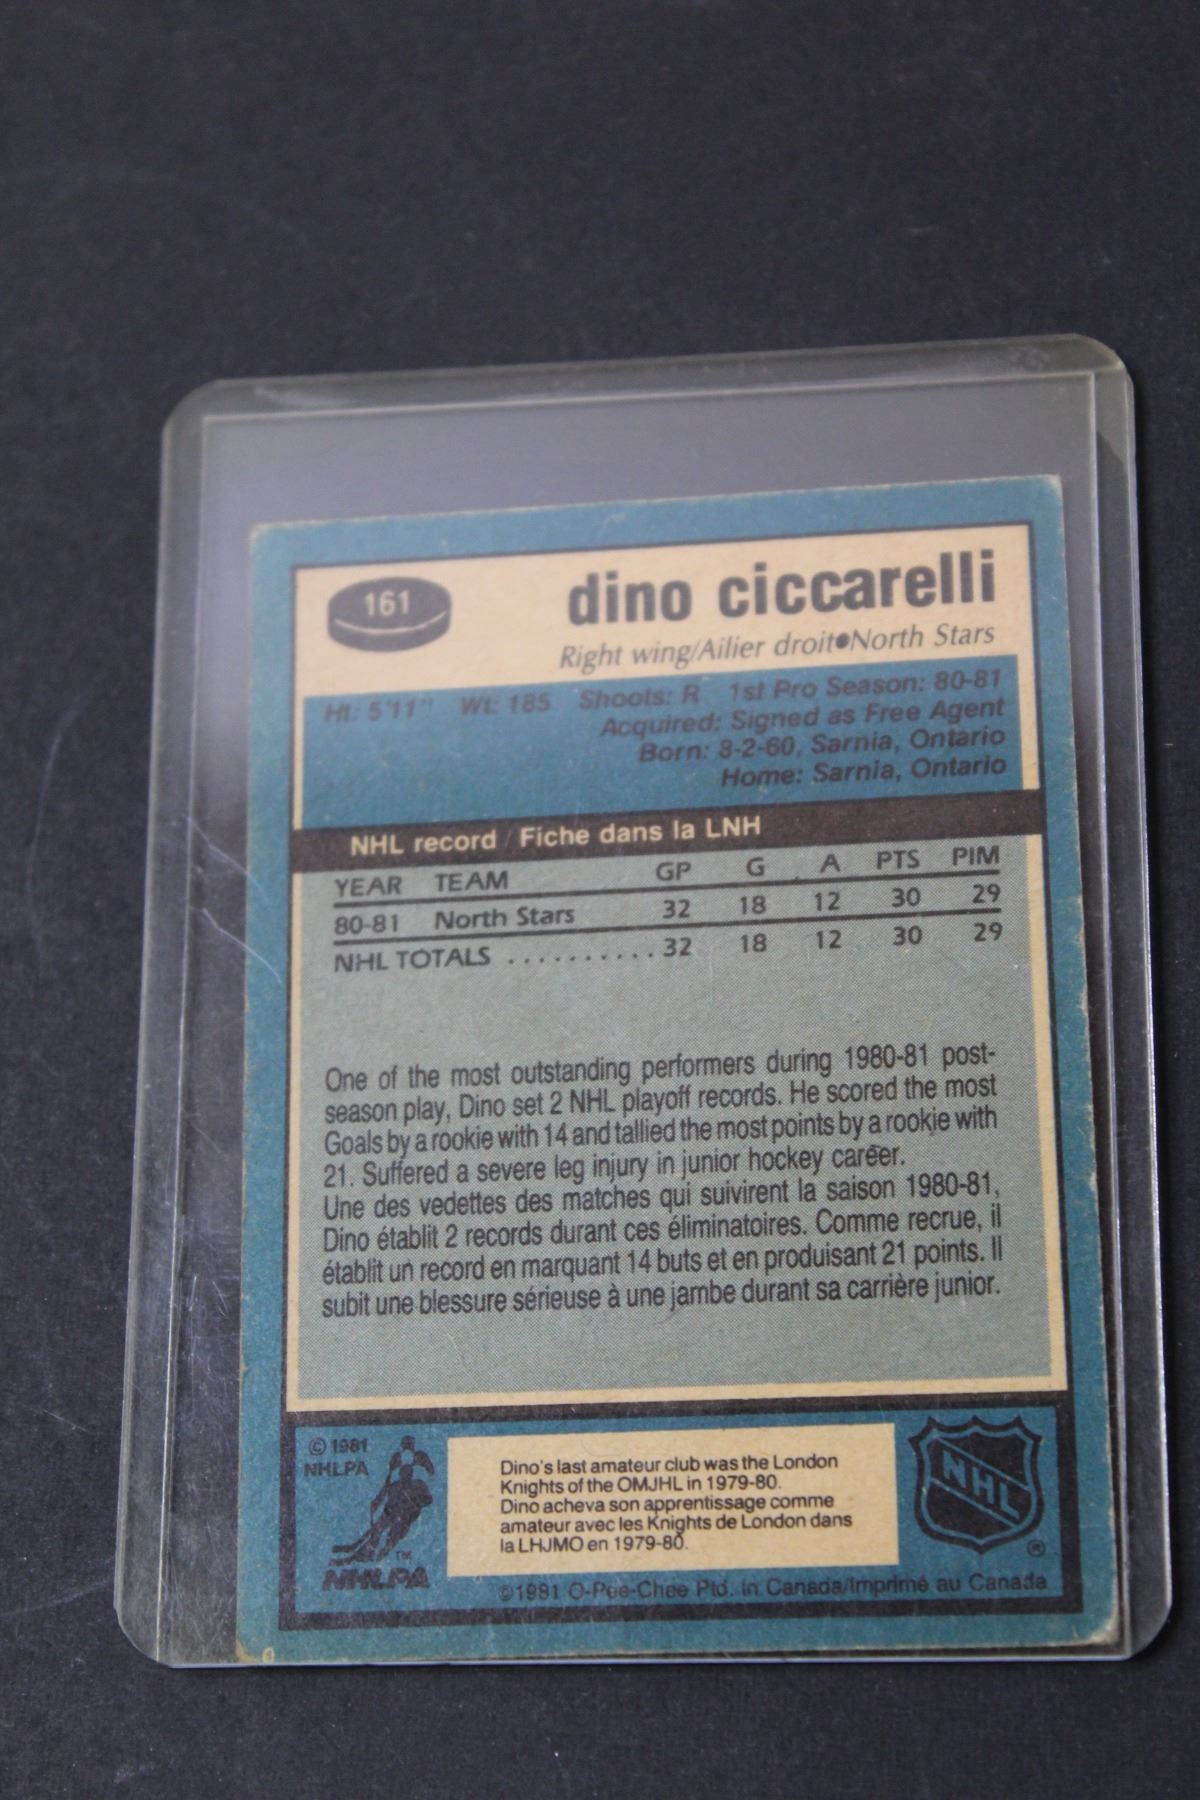 161
dino ciccarelli
Right wing/Ailier droit●North Stars
Ht: 5'11" Wt: 185 Shoots: R 1st Pro Season: 80-81
Acquired: Signed as Free Agent
Born: 8-2-60, Sarnia, Ontario
Home: Sarnia, Ontario
NHL record / Fiche dans la LNH
YEAR TEAM GP G A PTS PIM
80-81 North Stars 32 18 12 30 29
NHL TOTALS ........... 32 18 12 30 29
One of the most outstanding performers during 1980-81 post-
season play, Dino set 2 NHL playoff records. He scored the most
Goals by a rookie with 14 and tallied the most points by a rookie with
21. Suffered a severe leg injury in junior hockey career.
Une des vedettes des matches qui suivirent la saison 1980-81,
Dino établit 2 records durant ces éliminatoires. Comme recrue, il
établit un record en marquant 14 buts et en produisant 21 points. Il
subit une blessure sérieuse à une jambe durant sa carrière junior.
© 1981
NHLPA
TM
NHLPA
Dino's last amateur club was the London
Knights of the OMJHL in 1979-80.
Dino acheva son apprentissage comme
amateur avec les Knights de London dans
la LHJMO en 1979-80.
NHL
®
©1981 O-Pee-Chee Ptd. in Canada/Imprimé au Canada